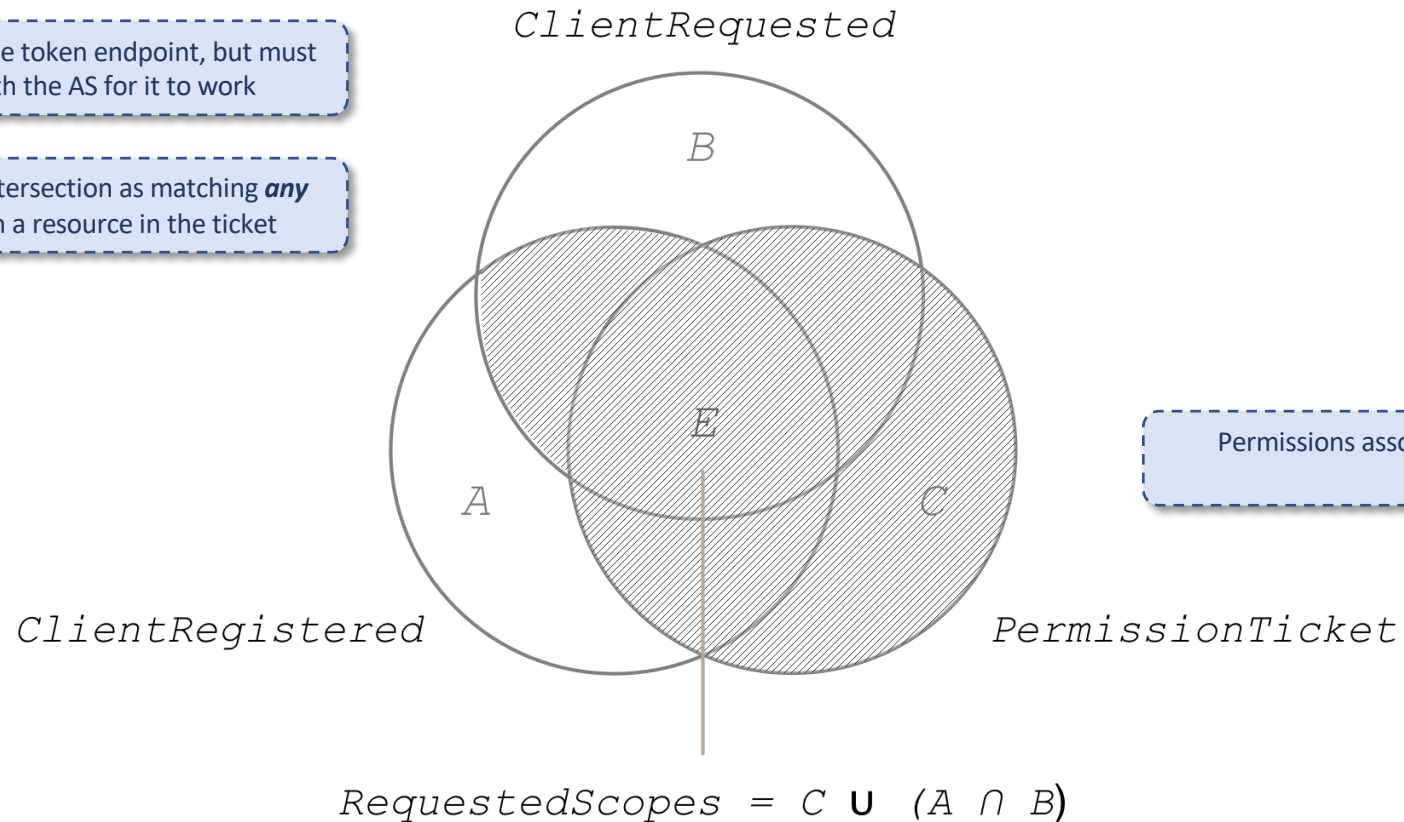 ClientRequested
e token endpoint, but must
th the AS for it to work
B
tersection as matching any
n a resource in the ticket
E
Permissions asso
A
C
ClientRegistered
PermissionTicket
RequestedScopes = C ∪ (A ∩ B)